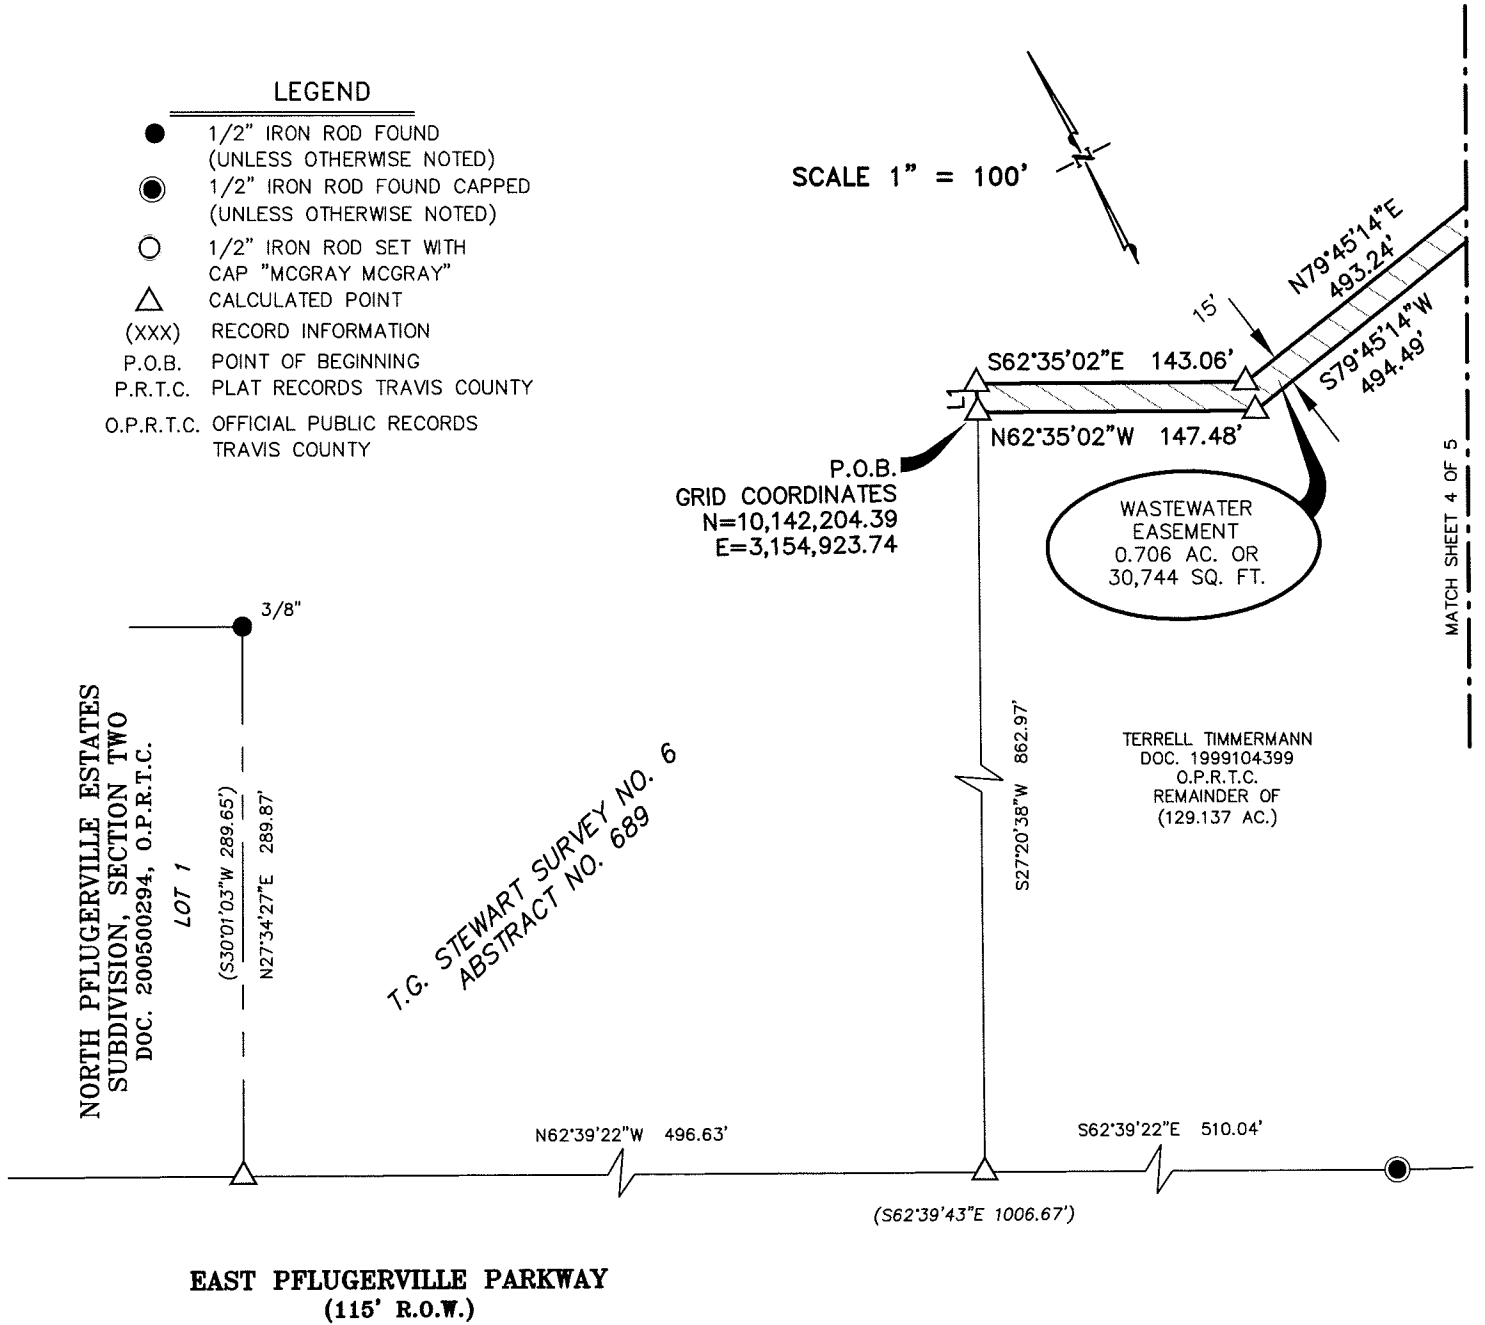 LEGEND
1/2" IRON ROD FOUND
(UNLESS OTHERWISE NOTED)
1/2" IRON ROD FOUND CAPPED
(UNLESS OTHERWISE NOTED)
1/2" IRON ROD SET WITH
CAP "MCGRAY MCGRAY"
CALCULATED POINT
(XXX) RECORD INFORMATION
P.O.B. POINT OF BEGINNING
P.R.T.C. PLAT RECORDS TRAVIS COUNTY
O.P.R.T.C. OFFICIAL PUBLIC RECORDS
TRAVIS COUNTY
SCALE 1" = 100'
N
N79°45'14"E
493.24'
15'
S79°45'14"W
494.49'
S62°35'02"E 143.06'
L1
N62°35'02"W 147.48'
P.O.B.
GRID COORDINATES
N=10,142,204.39
E=3,154,923.74
WASTEWATER
EASEMENT
0.706 AC. OR
30,744 SQ. FT.
MATCH SHEET 4 OF 5
3/8"
NORTH PFLUGERVILLE ESTATES
SUBDIVISION, SECTION TWO
DOC. 200500294, O.P.R.T.C.
LOT 1
(S30°01'03"W 289.65')
N27°34'27"E 289.87'
T.G. STEWART SURVEY NO. 6
ABSTRACT NO. 689
S27°20'38"W 862.97'
TERRELL TIMMERMANN
DOC. 1999104399
O.P.R.T.C.
REMAINDER OF
(129.137 AC.)
N62°39'22"W 496.63'
S62°39'22"E 510.04'
(S62°39'43"E 1006.67')
EAST PFLUGERVILLE PARKWAY
(115' R.O.W.)